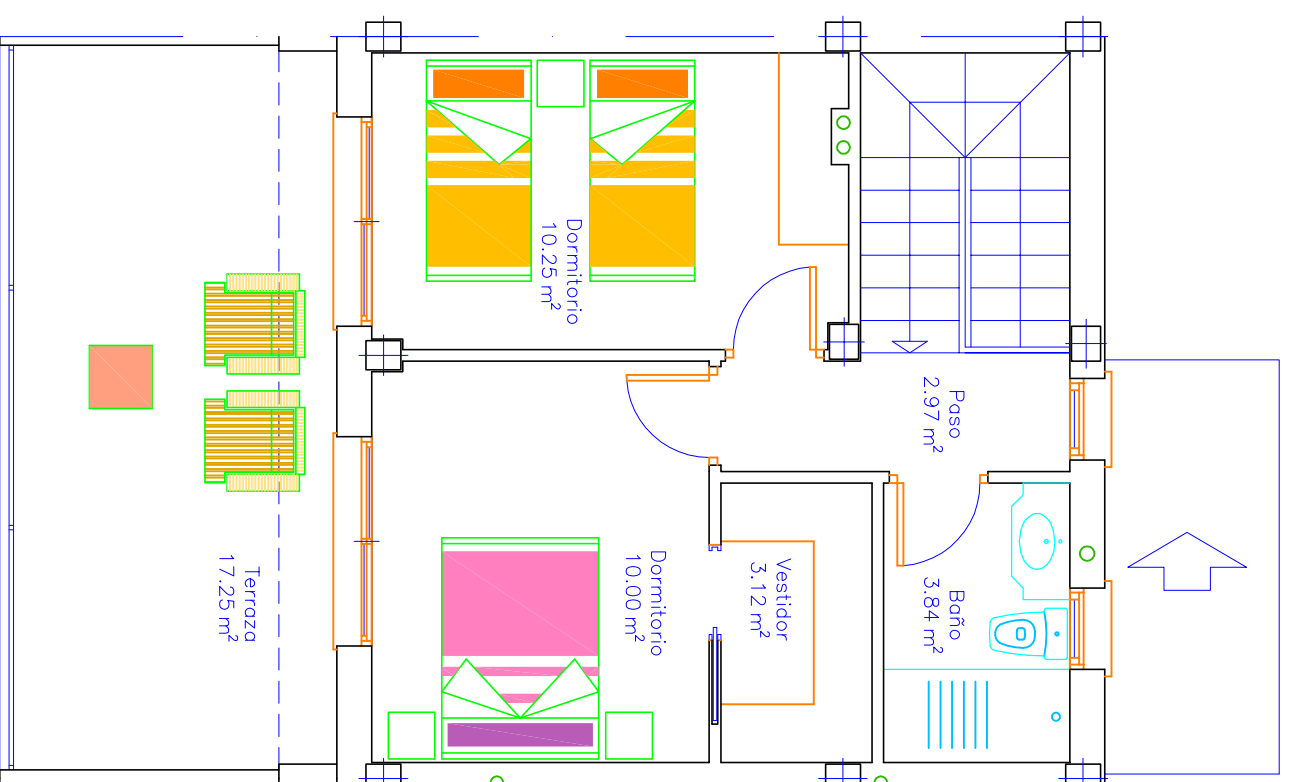 Dormitorio
10.25 m²
Paso
2.97 m²
Terraza
17.25 m²
Dormitorio
10.00 m²
Vestidor
3.12 m²
Baño
3.84 m²